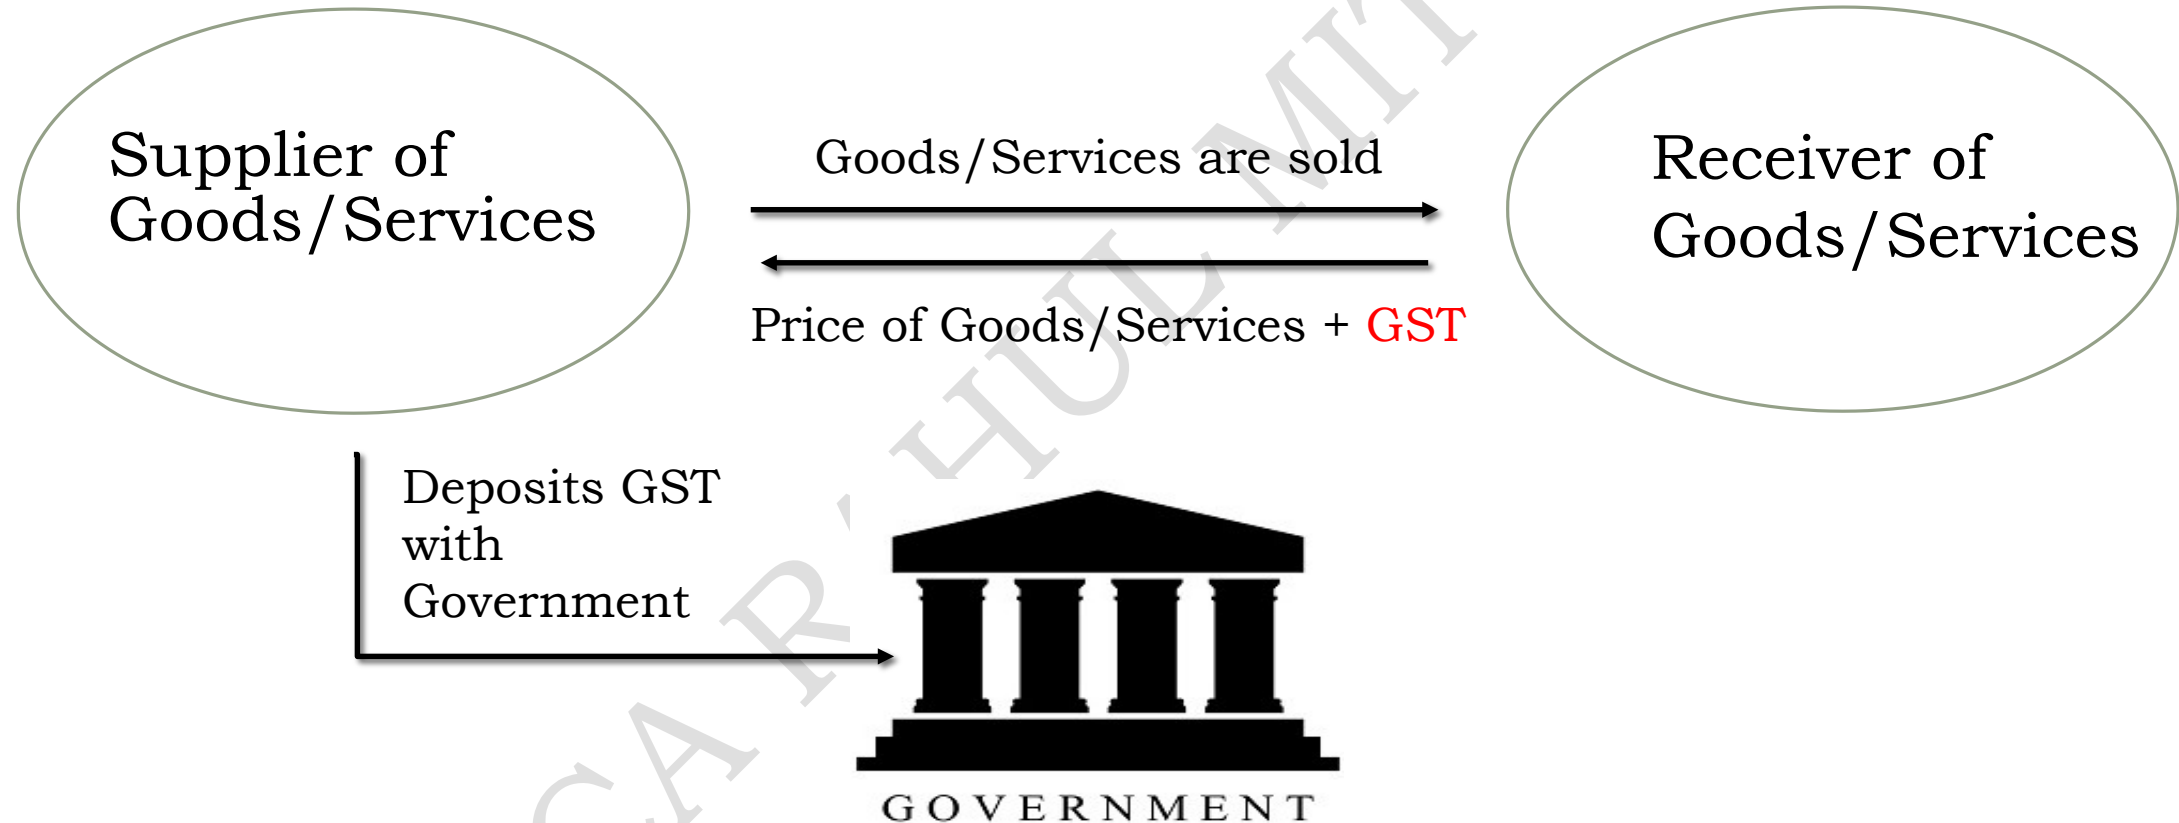 Supplier of
Goods/Services
Goods/Services are sold
Price of Goods/Services + GST
Receiver of
Goods/Services
Deposits GST
with
Government
GOVERNMENT
CA